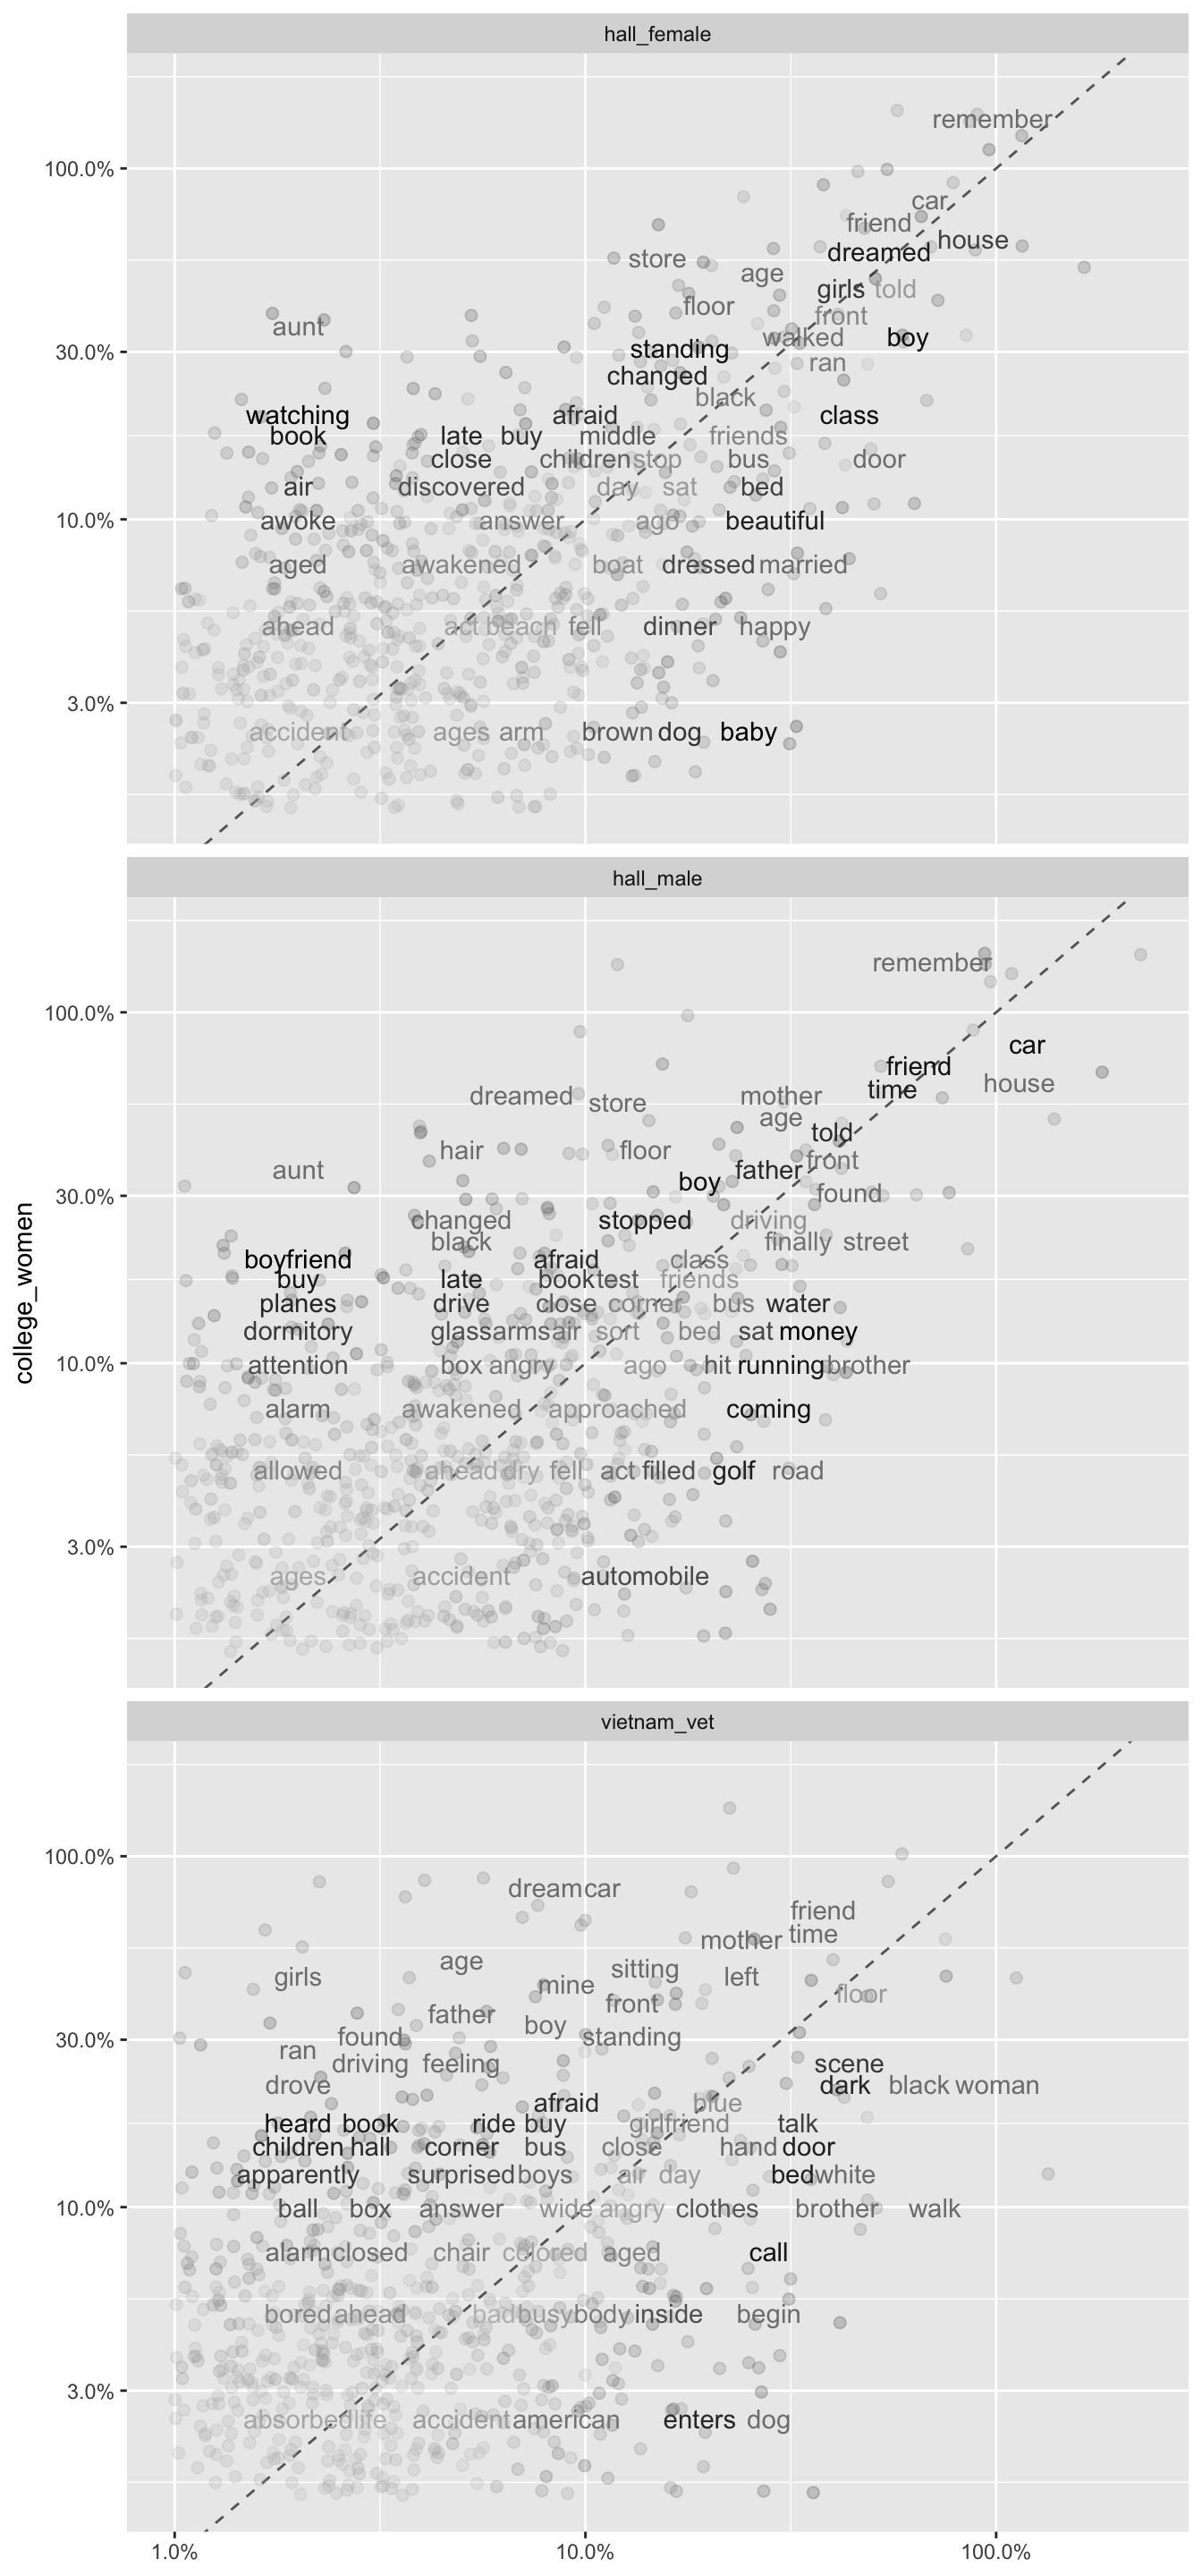 hall_female
remember
100.0%
car
friend
house
dreamed
store
age
girls told
floor
front
aunt
walked boy
30.0%
standing
ran
changed
black
watching afraid class
book late buy middle friends
close children stop bus door
air discovered day sat bed
10.0% awoke answer ago beautiful
aged awakened boat dressed married
ahead act beach fell dinner happy
3.0%
accident ages arm brown dog baby
hall_male
remember
100.0%
car
friend
time house
dreamed store mother
age
told
hair floor front
aunt father
boy found
30.0%
changed stopped driving
black finally street
boyfriend afraid class
buy late book test friends
planes drive close corner bus water
dormitory glass arms air sort bed sat money
10.0% attention box angry ago hit running brother
alarm awakened approached coming
allowed ahead dry fell act filled golf road
3.0%
ages accident automobile
college_women
vietnam_vet
100.0%
dream car
friend
mother time
age sitting
girls mine left
front floor
father boy
30.0% found standing
ran
driving feeling scene
drove dark black woman
afraid blue
heard book ride buy girlfriend talk
children hall corner bus close hand door
apparently surprised boys air day bed white
10.0% ball box answer wide angry clothes brother walk
alarm closed chair colored aged call
bored ahead bad busy body inside begin
3.0%
absorbed life accident american enters dog
1.0% 10.0% 100.0%